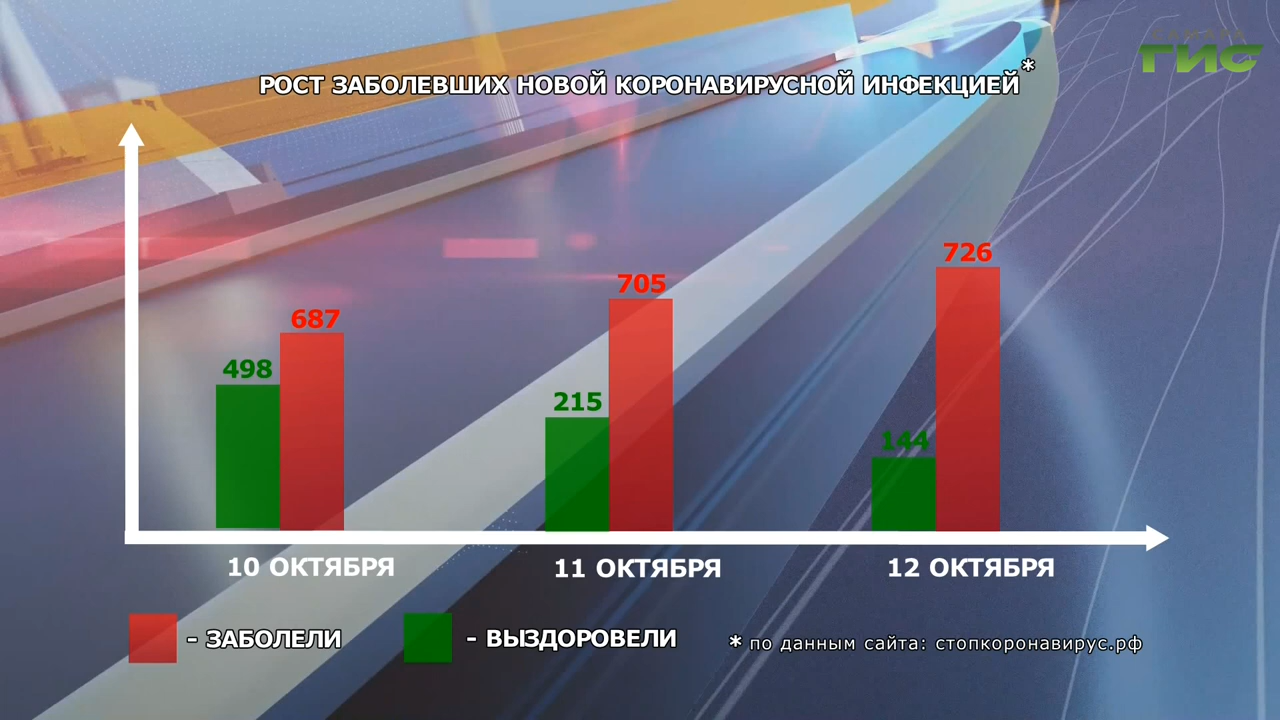 САМАРА
ГИС
РОСТ ЗАБОЛЕВШИХ НОВОЙ КОРОНАВИРУСНОЙ ИНФЕКЦИЕЙ*
726
705
687
498
215
144
10 ОКТЯБРЯ
11 ОКТЯБРЯ
12 ОКТЯБРЯ
- ЗАБОЛЕЛИ
- ВЫЗДОРОВЕЛИ
* по данным сайта: стопкоронавирус.рф